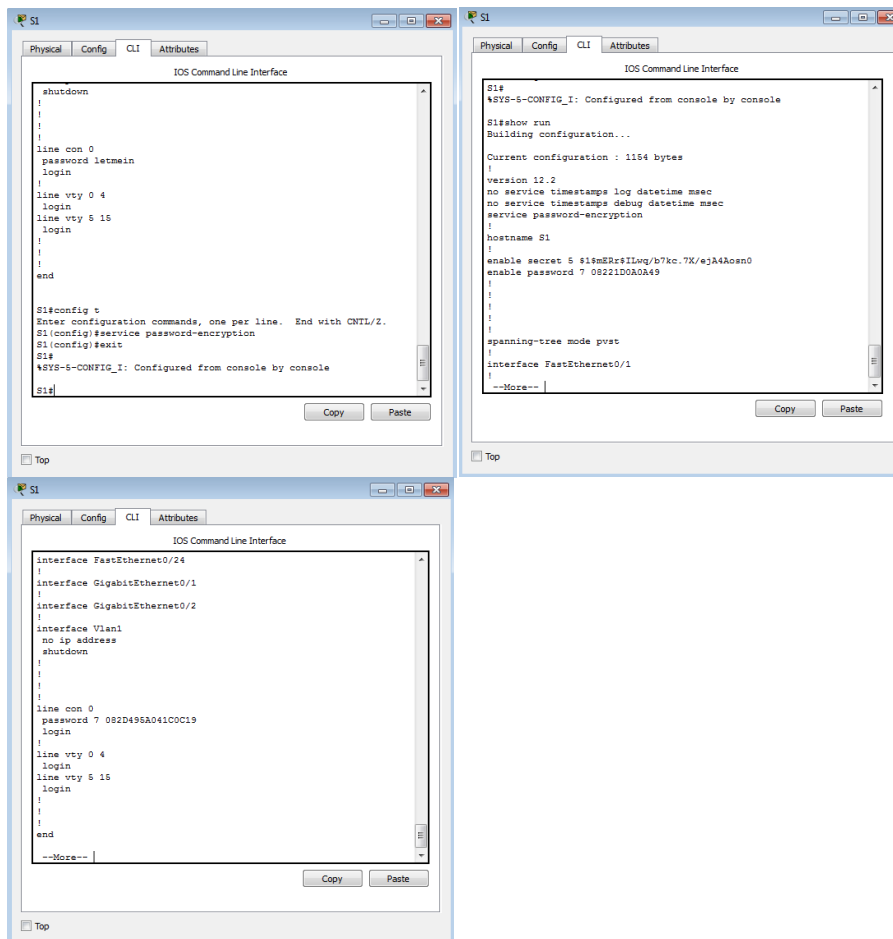 S1
Physical Config CLI Attributes
IOS Command Line Interface
shutdown
!
!
!
!
line con 0
password letmein
login
!
line vty 0 4
login
line vty 5 15
login
!
!
!
end
S1#config t
Enter configuration commands, one per line. End with CNTL/Z.
S1(config)#service password-encryption
S1(config)#exit
S1#
%SYS-5-CONFIG_I: Configured from console by console
S1#
Copy Paste
Top
S1
Physical Config CLI Attributes
IOS Command Line Interface
S1#
%SYS-5-CONFIG_I: Configured from console by console
S1#show run
Building configuration...
Current configuration : 1154 bytes
!
version 12.2
no service timestamps log datetime msec
no service timestamps debug datetime msec
service password-encryption
!
hostname S1
!
enable secret 5 $1$mERr$ILwq/b7kc.7X/ejA4Aosn0
enable password 7 08221D0A0A49
!
!
!
!
!
spanning-tree mode pvst
!
interface FastEthernet0/1
!
--More--
Copy Paste
Top
S1
Physical Config CLI Attributes
IOS Command Line Interface
interface FastEthernet0/24
!
interface GigabitEthernet0/1
!
interface GigabitEthernet0/2
!
interface Vlan1
no ip address
shutdown
!
!
!
!
line con 0
password 7 082D495A041C0C19
login
!
line vty 0 4
login
line vty 5 15
login
!
!
!
end
--More--
Copy Paste
Top